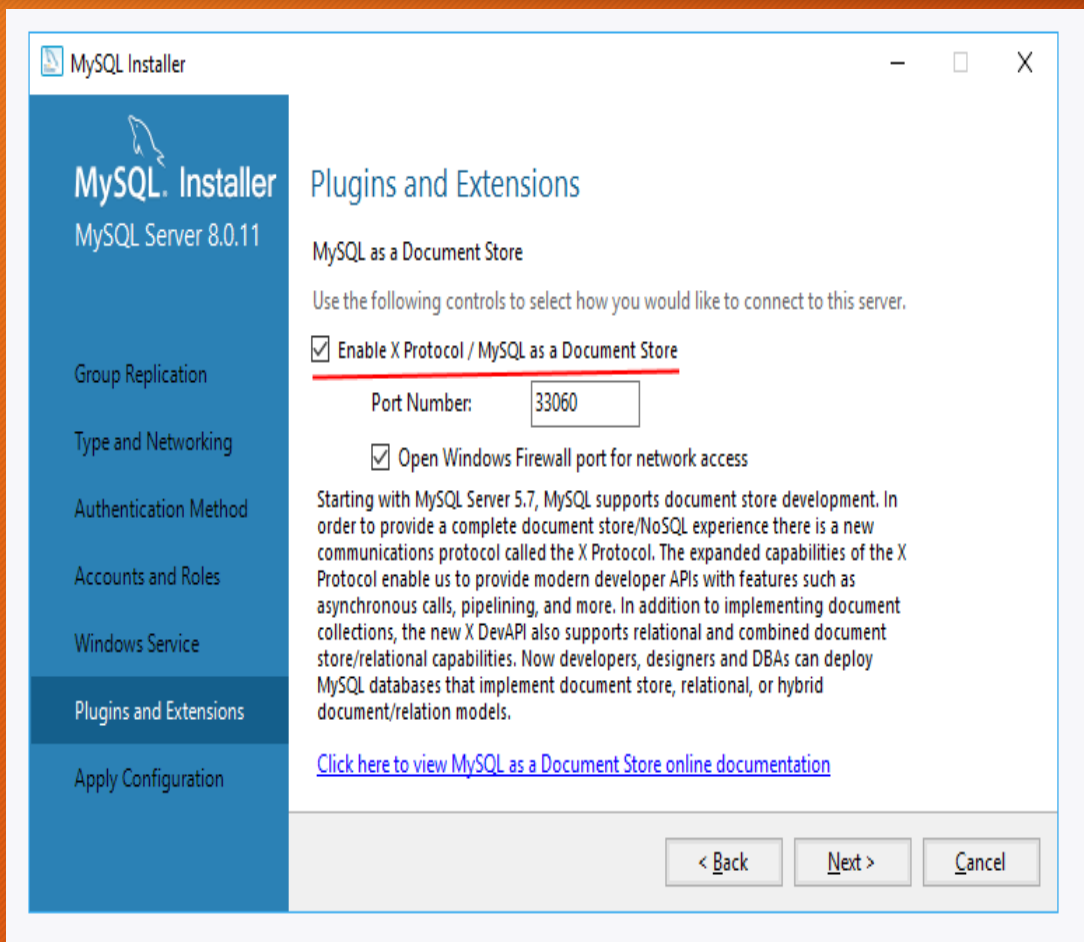 MySQL Installer
MySQL. Installer
MySQL Server 8.0.11
Group Replication
Type and Networking
Authentication Method
Accounts and Roles
Windows Service
Plugins and Extensions
Apply Configuration
Plugins and Extensions
MySQL as a Document Store
Use the following controls to select how you would like to connect to this server.
Enable X Protocol / MySQL as a Document Store
Port Number: 33060
Open Windows Firewall port for network access
Starting with MySQL Server 5.7, MySQL supports document store development. In
order to provide a complete document store/NoSQL experience there is a new
communications protocol called the X Protocol. The expanded capabilities of the X
Protocol enable us to provide modern developer APIs with features such as
asynchronous calls, pipelining, and more. In addition to implementing document
collections, the new X DevAPI also supports relational and combined document
store/relational capabilities. Now developers, designers and DBAs can deploy
MySQL databases that implement document store, relational, or hybrid
document/relation models.
Click here to view MySQL as a Document Store online documentation
< Back Next > Cancel